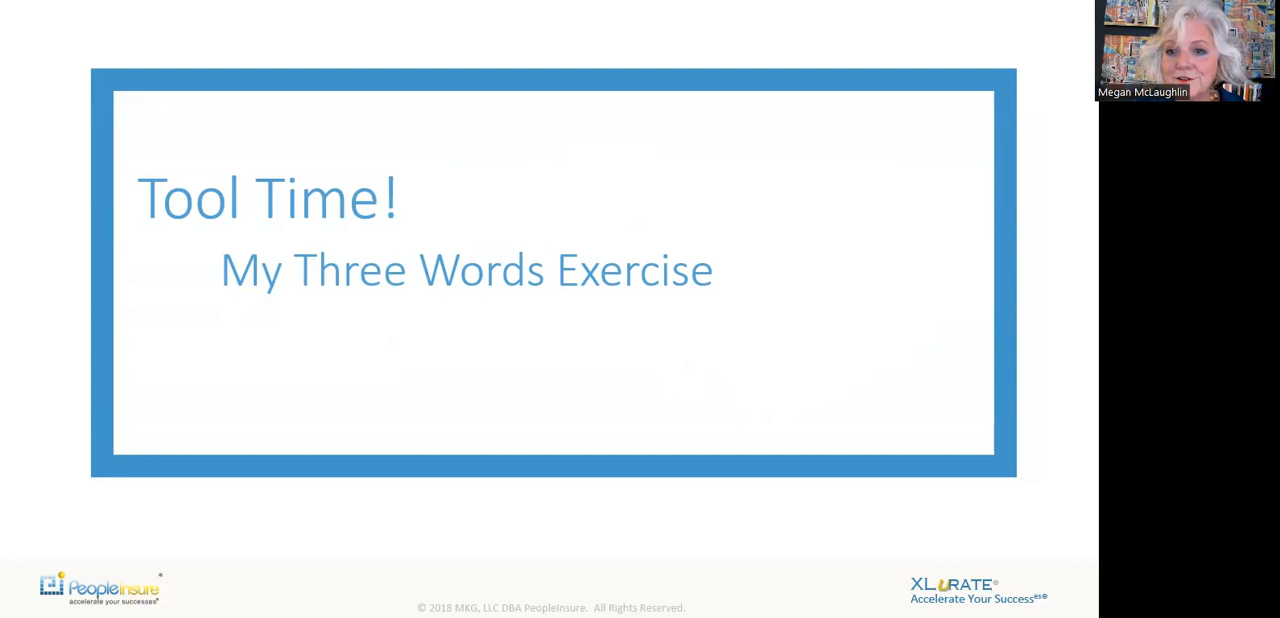 Megan McLaughlin
Tool Time!
My Three Words Exercise
PeopleInsure®
accelerate your successes®
© 2018 MKG, LLC DBA PeopleInsure. All Rights Reserved.
XLuRATE®
Accelerate Your Success^es®